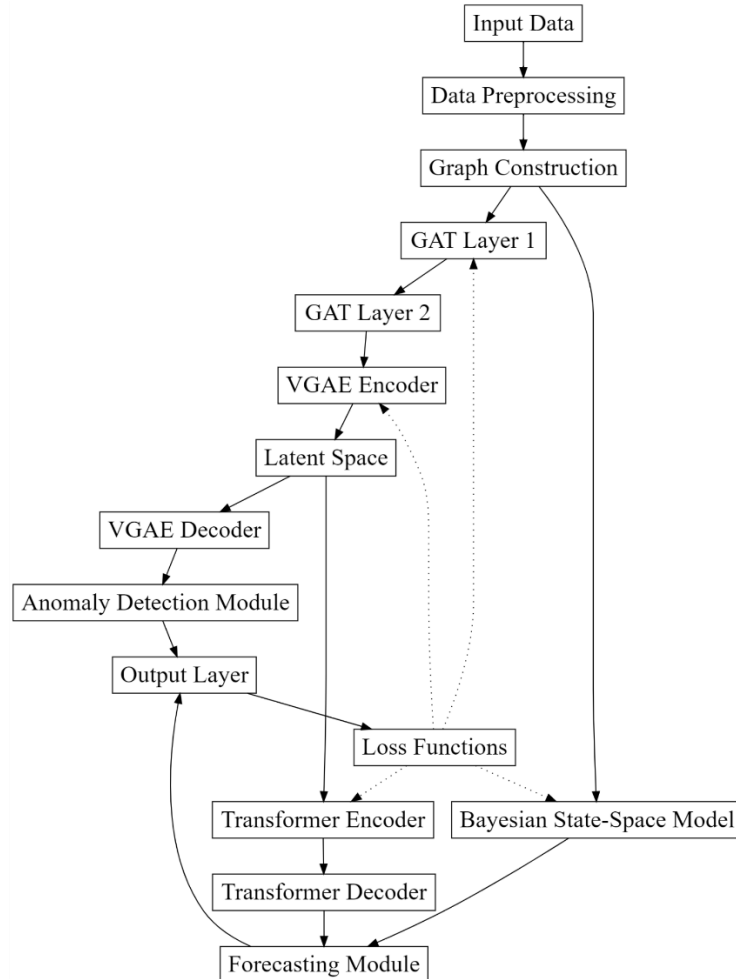 Input Data
Data Preprocessing
Graph Construction
GAT Layer 1
GAT Layer 2
VGAE Encoder
Latent Space
VGAE Decoder
Anomaly Detection Module
Output Layer
Loss Functions
Transformer Encoder
Bayesian State-Space Model
Transformer Decoder
Forecasting Module